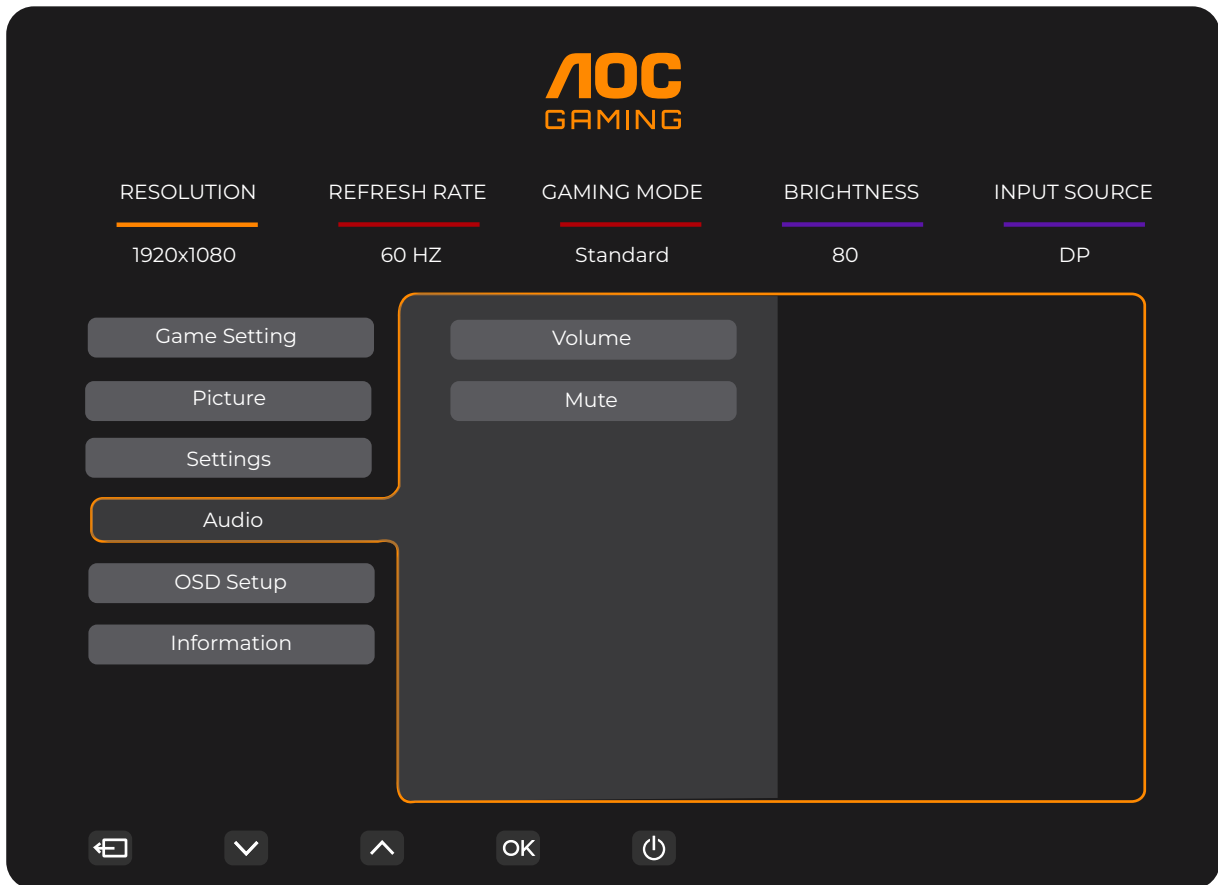 AOC
GAMING
RESOLUTION REFRESH RATE GAMING MODE BRIGHTNESS INPUT SOURCE
1920x1080 60 HZ Standard 80 DP
Game Setting Volume
Picture Mute
Settings
Audio
OSD Setup
Information
OK